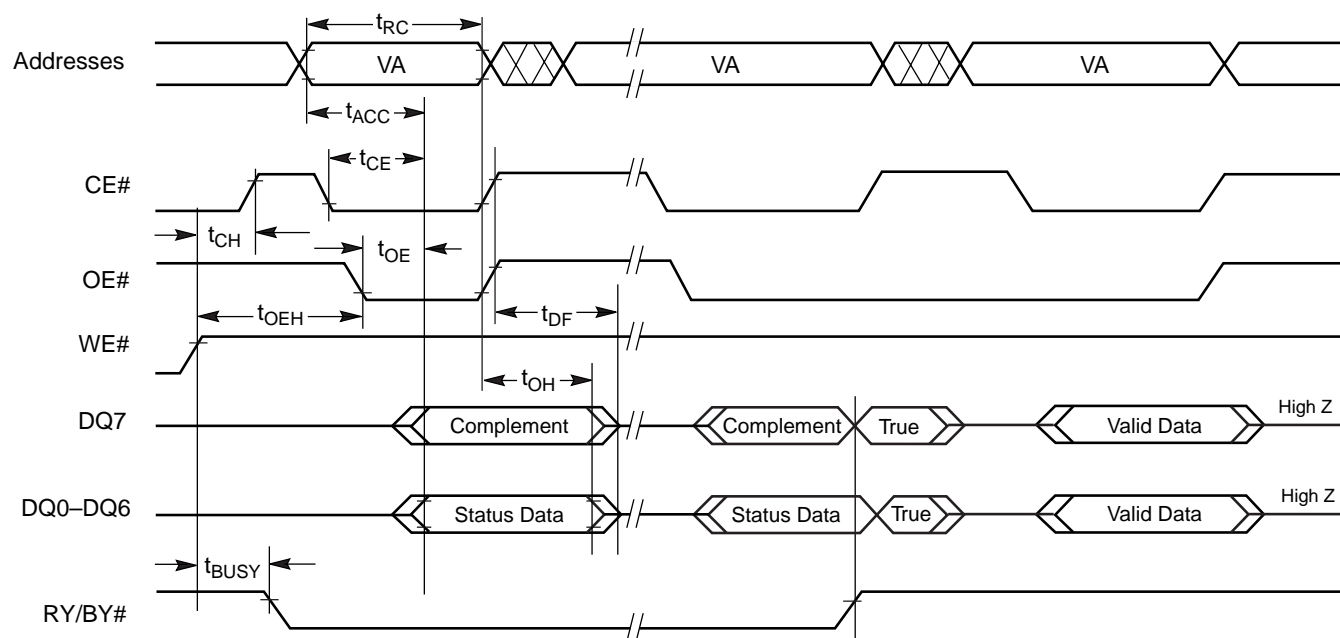 tRC
Addresses VA VA VA
tACC
tCE
CE#
tCH tOE
OE#
tOEH tDF
WE#
tOH
DQ7 Complement Complement True Valid Data High Z
DQ0–DQ6 Status Data Status Data True Valid Data High Z
tBUSY
RY/BY#